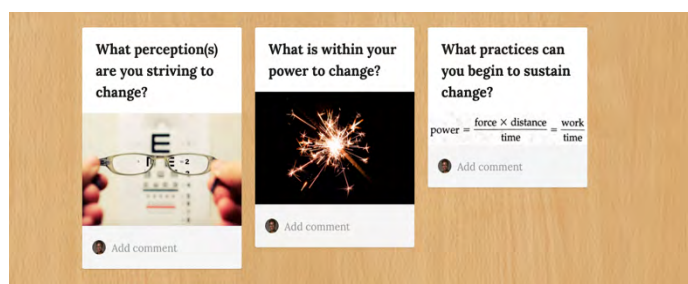 What perception(s)
are you striving to
change?
E
Add comment
What is within your
power to change?
Add comment
What practices can
you begin to sustain
change?
power = force × distance / time = work / time
Add comment